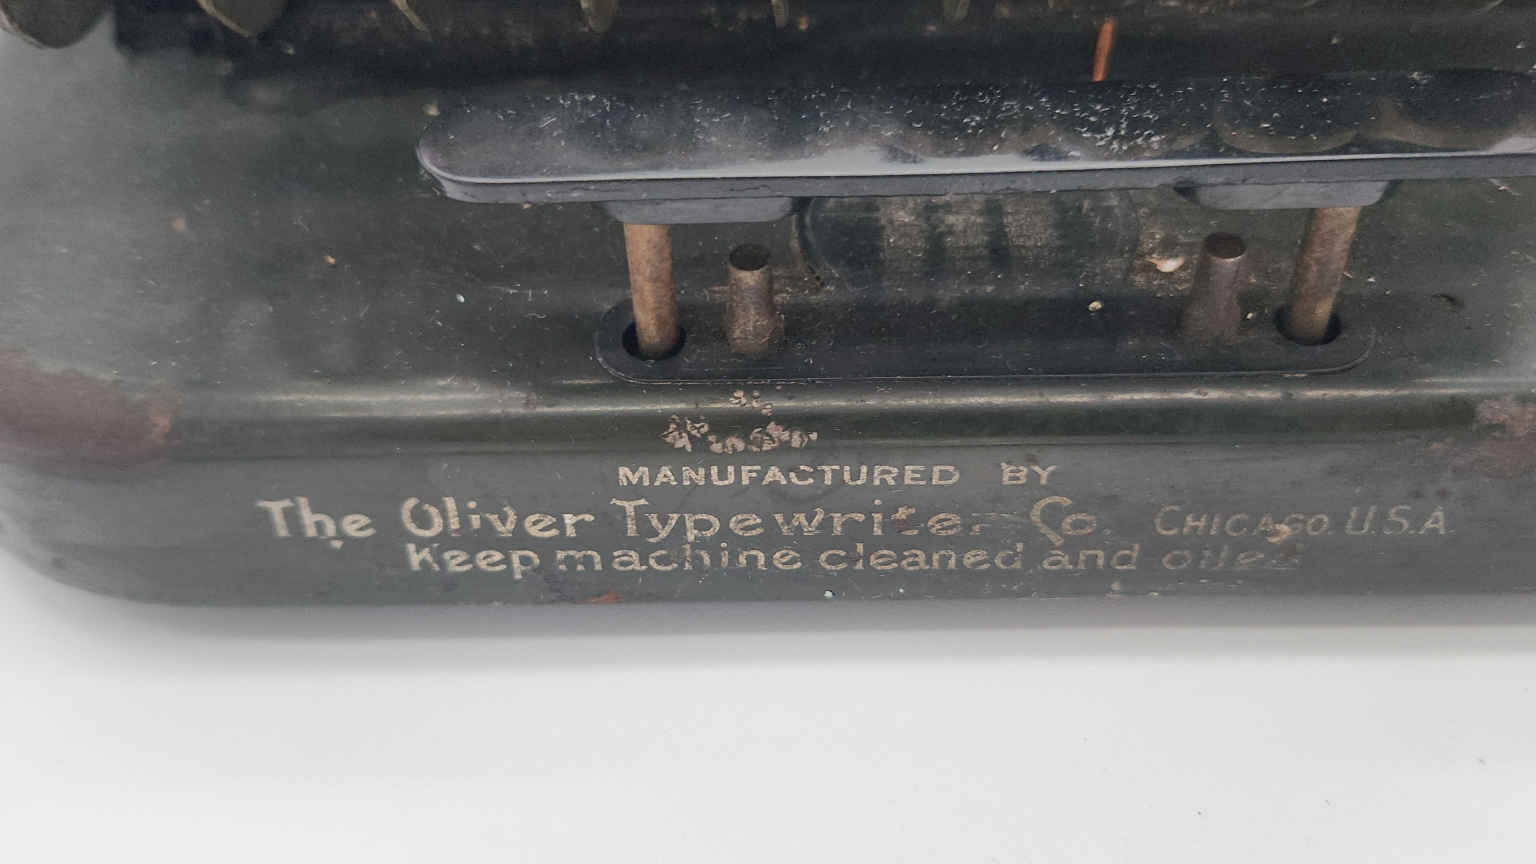 MANUFACTURED BY
The Oliver Typewriter Co. CHICAGO. U.S.A.
Keep machine cleaned and oiled